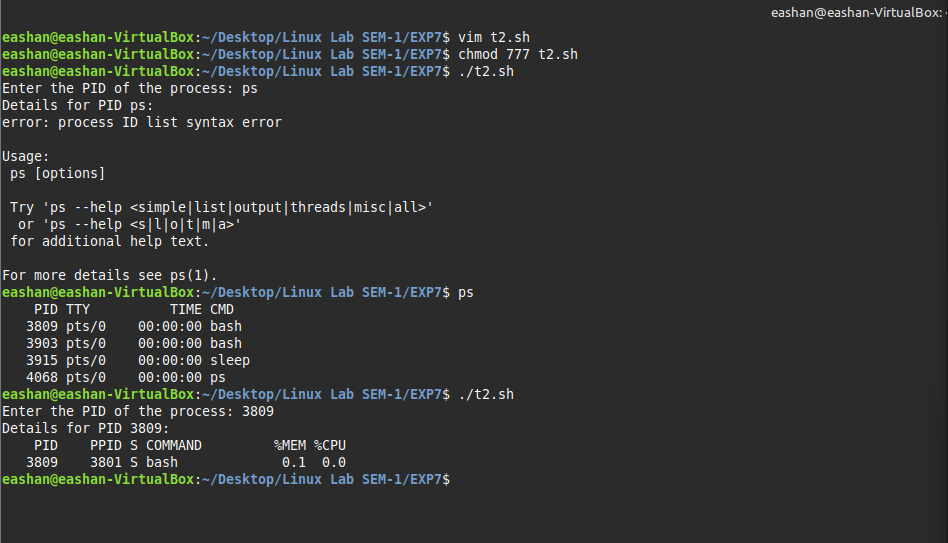 eashan@eashan-VirtualBox:
eashan@eashan-VirtualBox:~/Desktop/Linux Lab SEM-1/EXP7$ vim t2.sh
eashan@eashan-VirtualBox:~/Desktop/Linux Lab SEM-1/EXP7$ chmod 777 t2.sh
eashan@eashan-VirtualBox:~/Desktop/Linux Lab SEM-1/EXP7$ ./t2.sh
Enter the PID of the process: ps
Details for PID ps:
error: process ID list syntax error

Usage:
 ps [options]

 Try 'ps --help <simple|list|output|threads|misc|all>'
  or 'ps --help <s|l|o|t|m|a>'
 for additional help text.

For more details see ps(1).
eashan@eashan-VirtualBox:~/Desktop/Linux Lab SEM-1/EXP7$ ps
    PID TTY          TIME CMD
   3809 pts/0    00:00:00 bash
   3903 pts/0    00:00:00 bash
   3915 pts/0    00:00:00 sleep
   4068 pts/0    00:00:00 ps
eashan@eashan-VirtualBox:~/Desktop/Linux Lab SEM-1/EXP7$ ./t2.sh
Enter the PID of the process: 3809
Details for PID 3809:
    PID    PPID S COMMAND         %MEM %CPU
   3809    3801 S bash             0.1  0.0
eashan@eashan-VirtualBox:~/Desktop/Linux Lab SEM-1/EXP7$